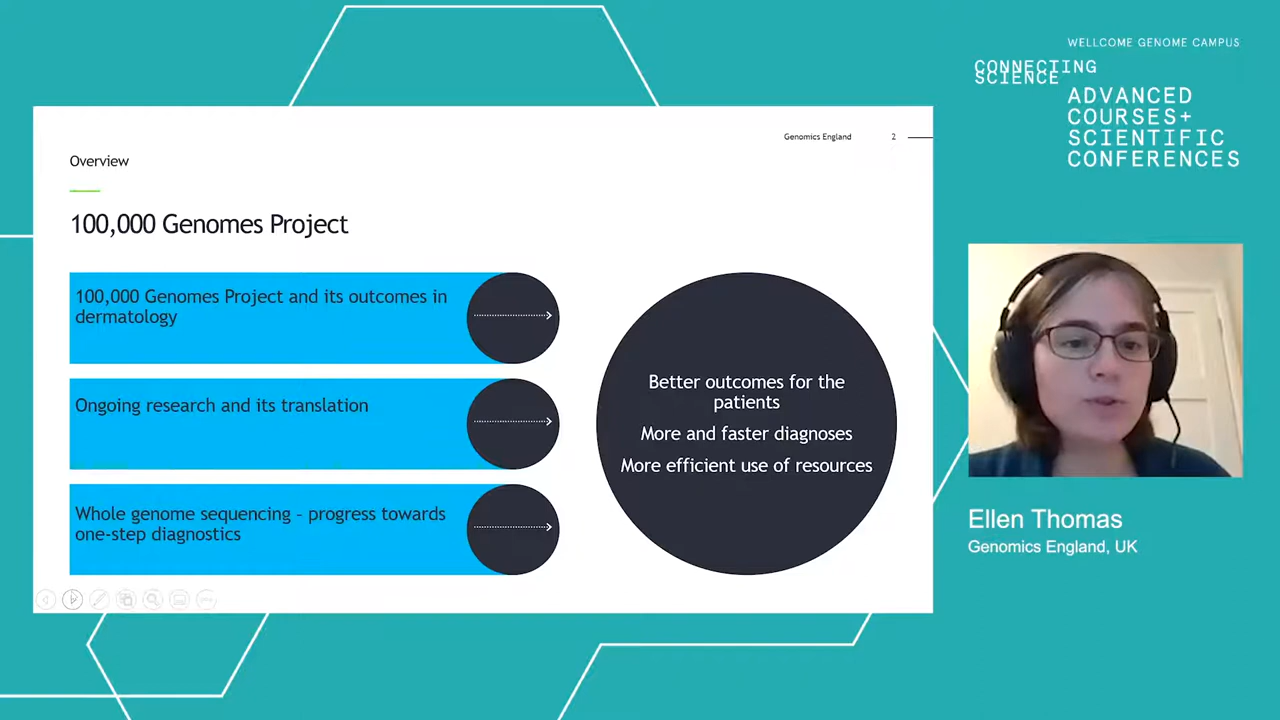 WELLCOME GENOME CAMPUS
CONNECTING
SCIENCE
ADVANCED
COURSES+
SCIENTIFIC
CONFERENCES
Genomics England
2
Overview
100,000 Genomes Project
100,000 Genomes Project and its outcomes in
dermatology
Ongoing research and its translation
Whole genome sequencing – progress towards
one-step diagnostics
Better outcomes for the
patients
More and faster diagnoses
More efficient use of resources
Ellen Thomas
Genomics England, UK